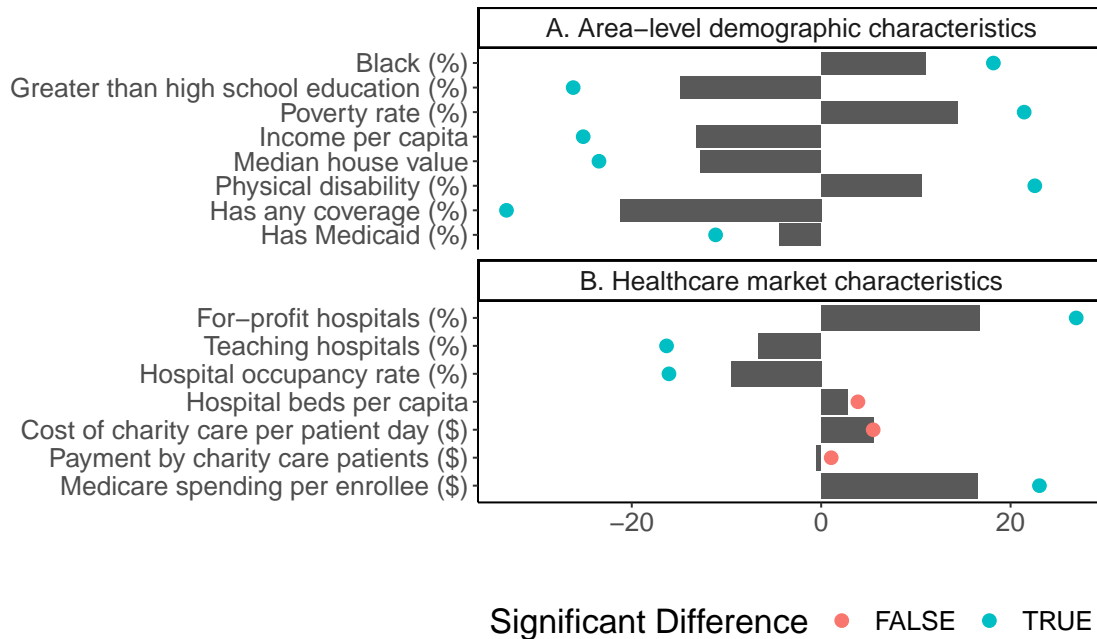 A. Area−level demographic characteristics
Black (%)
Greater than high school education (%)
Poverty rate (%)
Income per capita
Median house value
Physical disability (%)
Has any coverage (%)
Has Medicaid (%)
B. Healthcare market characteristics
For−profit hospitals (%)
Teaching hospitals (%)
Hospital occupancy rate (%)
Hospital beds per capita
Cost of charity care per patient day ($)
Payment by charity care patients ($)
Medicare spending per enrollee ($)
−20 0 20
Significant Difference FALSE TRUE